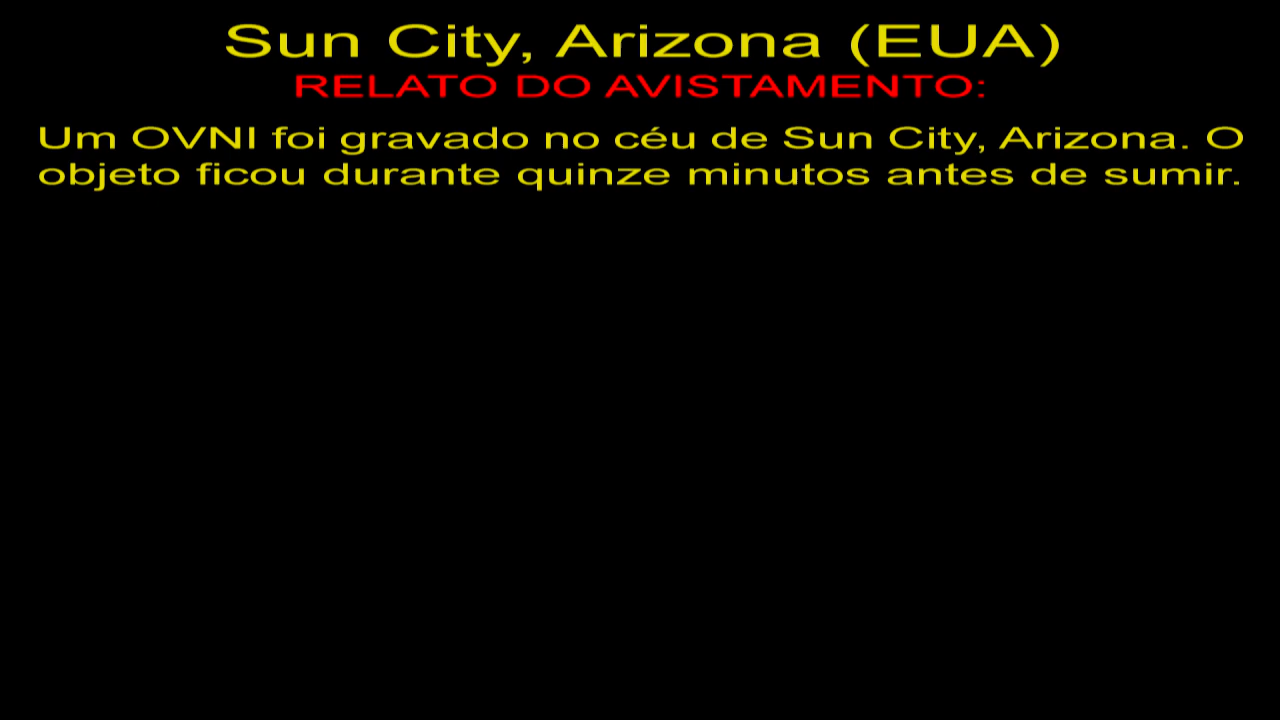 Sun City, Arizona (EUA)
RELATO DO AVISTAMENTO:
Um OVNI foi gravado no céu de Sun City, Arizona. O
objeto ficou durante quinze minutos antes de sumir.